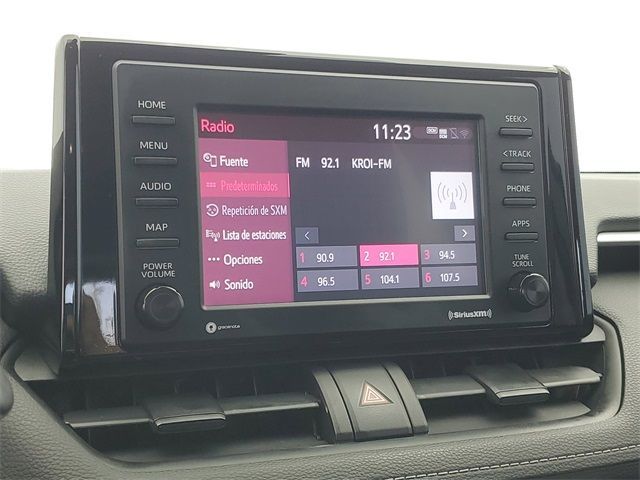 HOME
MENU
AUDIO
MAP
POWER
VOLUME
Radio
11:23
Fuente
Predeterminados
Repetición de SXM
Lista de estaciones
Opciones
Sonido
FM 92.1 KROI-FM
1 90.9
2 92.1
3 94.5
4 96.5
5 104.1
6 107.5
SEEK >
< TRACK
PHONE
APPS
TUNE
SCROLL
gracenote
((SiriusXM))